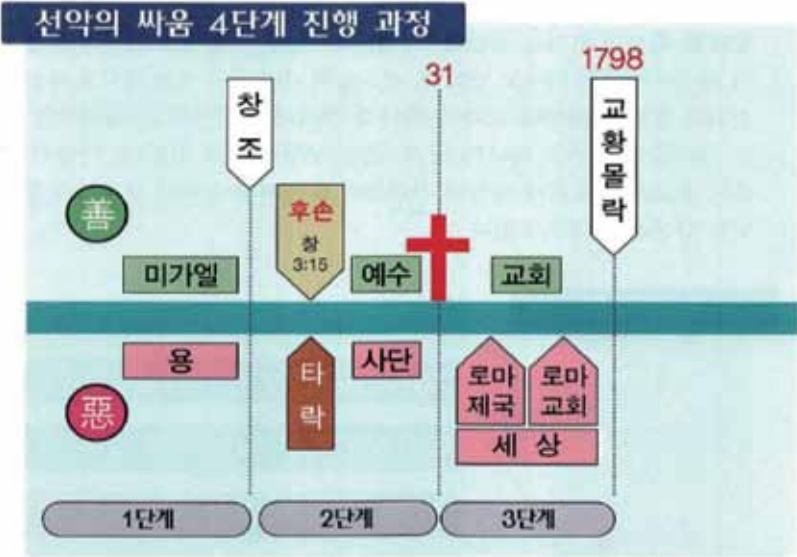 선악의 싸움 4단계 진행 과정
31
1798
창
조
교
황
몰
락
善
후손
창
3:15
미가엘
예수
교회
용
타
락
사단
로마
제국
로마
교회
세 상
惡
1단계
2단계
3단계